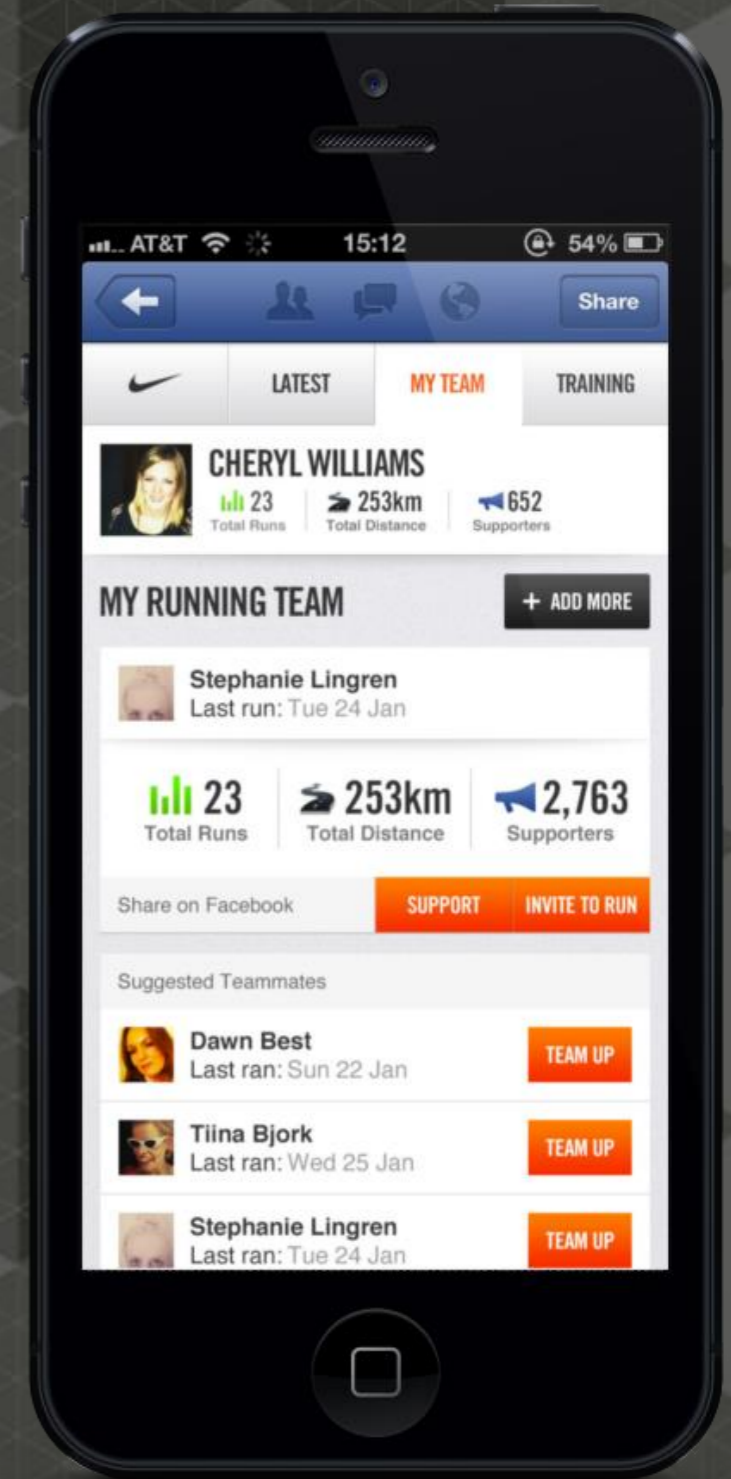 AT&T 15:12 54%
Share
LATEST MY TEAM TRAINING
CHERYL WILLIAMS
23 253km 652
Total Runs Total Distance Supporters
MY RUNNING TEAM + ADD MORE
Stephanie Lingren
Last run: Tue 24 Jan
23 253km 2,763
Total Runs Total Distance Supporters
Share on Facebook SUPPORT INVITE TO RUN
Suggested Teammates
Dawn Best
Last ran: Sun 22 Jan
TEAM UP
Tiina Bjork
Last ran: Wed 25 Jan
TEAM UP
Stephanie Lingren
Last ran: Tue 24 Jan
TEAM UP